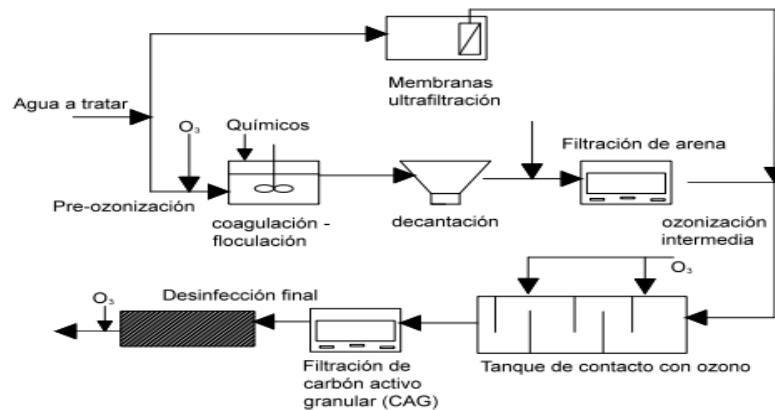 Membranas
ultrafiltración
Agua a tratar
O₃
Químicos
Filtración de arena
Pre-ozonización
coagulación -
floculación
decantación
ozonización
intermedia
O₃
O₃
Desinfección final
Filtración de
carbón activo
granular (CAG)
Tanque de contacto con ozono